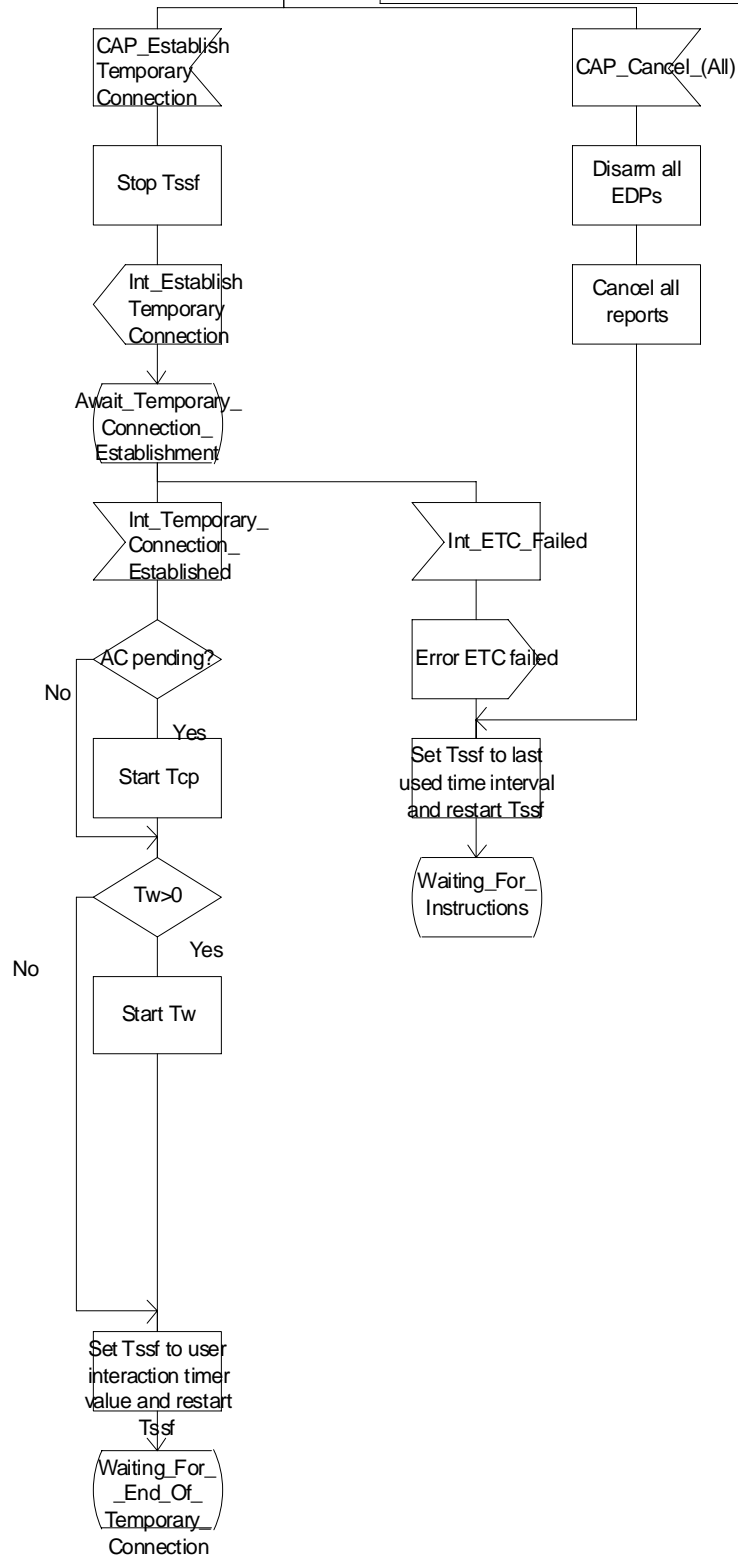 CAP_Establish
Temporary
Connection
CAP_Cancel_(All)
Stop Tssf
Disarm all
EDPs
Int_Establish
Temporary
Connection
Cancel all
reports
Await_Temporary_
Connection_
Establishment
Int_Temporary_
Connection_
Established
Int_ETC_Failed
AC pending?
Error ETC failed
No
Yes
Start Tcp
Set Tssf to last
used time interval
and restart Tssf
Tw>0
Waiting_For_
Instructions
Yes
No
Start Tw
Set Tssf to user
interaction timer
value and restart
Tssf
Waiting_For_
_End_Of_
Temporary_
Connection